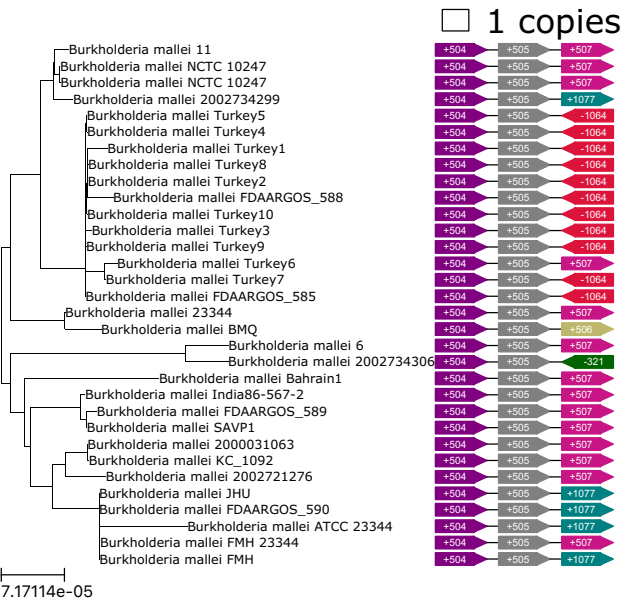 1 copies
Burkholderia mallei 11 +504 +505 +507
Burkholderia mallei NCTC 10247 +504 +505 +507
Burkholderia mallei NCTC 10247 +504 +505 +507
Burkholderia mallei 2002734299 +504 +505 +1077
Burkholderia mallei Turkey5 +504 +505 -1064
Burkholderia mallei Turkey4 +504 +505 -1064
Burkholderia mallei Turkey1 +504 +505 -1064
Burkholderia mallei Turkey8 +504 +505 -1064
Burkholderia mallei Turkey2 +504 +505 -1064
Burkholderia mallei FDAARGOS_588 +504 +505 -1064
Burkholderia mallei Turkey10 +504 +505 -1064
Burkholderia mallei Turkey3 +504 +505 -1064
Burkholderia mallei Turkey9 +504 +505 -1064
Burkholderia mallei Turkey6 +504 +505 +507
Burkholderia mallei Turkey7 +504 +505 -1064
Burkholderia mallei FDAARGOS_585 +504 +505 -1064
Burkholderia mallei 23344 +504 +505 +507
Burkholderia mallei BMQ +504 +505 +506
Burkholderia mallei 6 +504 +505 +507
Burkholderia mallei 2002734306 +504 +505 -321
Burkholderia mallei Bahrain1 +504 +505 +507
Burkholderia mallei India86-567-2 +504 +505 +507
Burkholderia mallei FDAARGOS_589 +504 +505 +507
Burkholderia mallei SAVP1 +504 +505 +507
Burkholderia mallei 2000031063 +504 +505 +507
Burkholderia mallei KC_1092 +504 +505 +507
Burkholderia mallei 2002721276 +504 +505 +507
Burkholderia mallei JHU +504 +505 +1077
Burkholderia mallei FDAARGOS_590 +504 +505 +1077
Burkholderia mallei ATCC 23344 +504 +505 +1077
Burkholderia mallei FMH 23344 +504 +505 +507
Burkholderia mallei FMH +504 +505 +1077
7.17114e-05